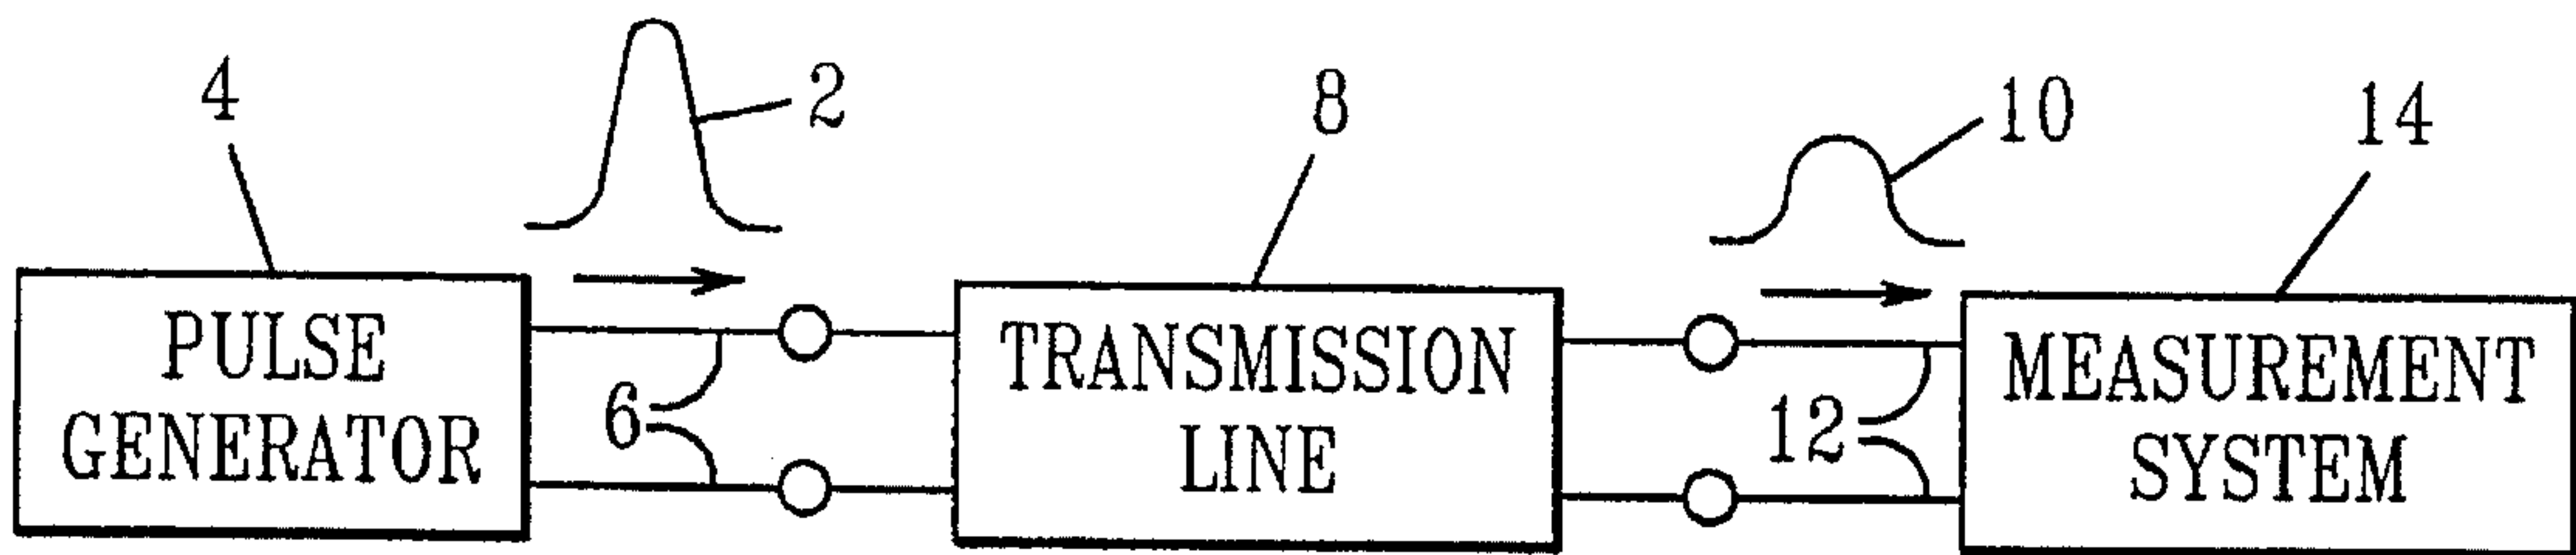 4
2
8
10
14
PULSE
GENERATOR
6
TRANSMISSION
LINE
12
MEASUREMENT
SYSTEM